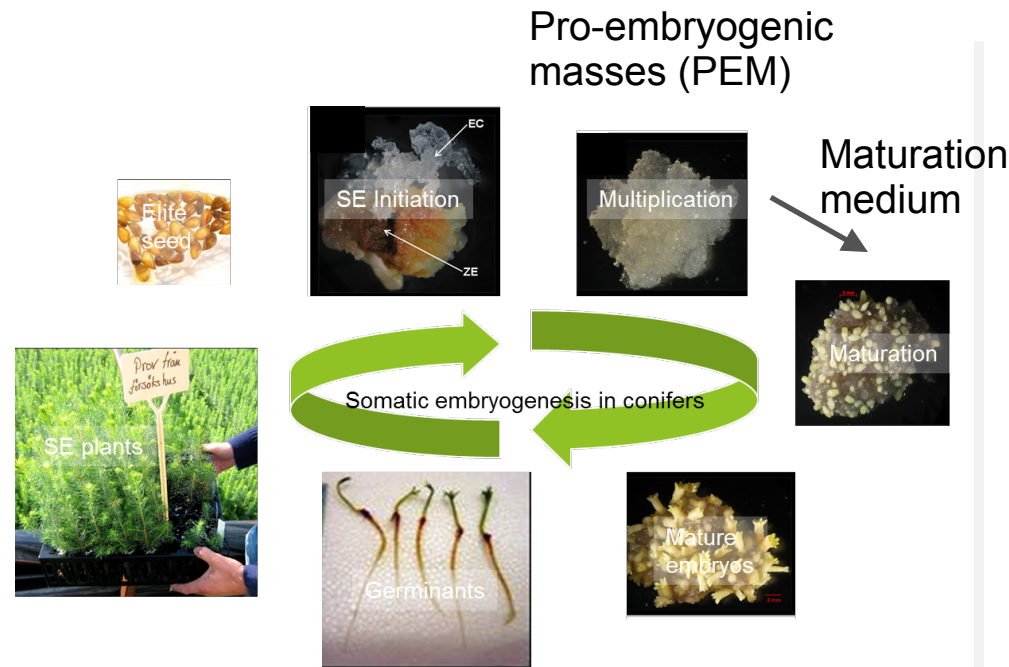 Pro-embryogenic
masses (PEM)
Maturation
medium
EC
SE Initiation
ZE
Multiplication
Elite
seed
Maturation
Somatic embryogenesis in conifers
Prov från
försökshus
SE plants
Germinants
Mature
embryos